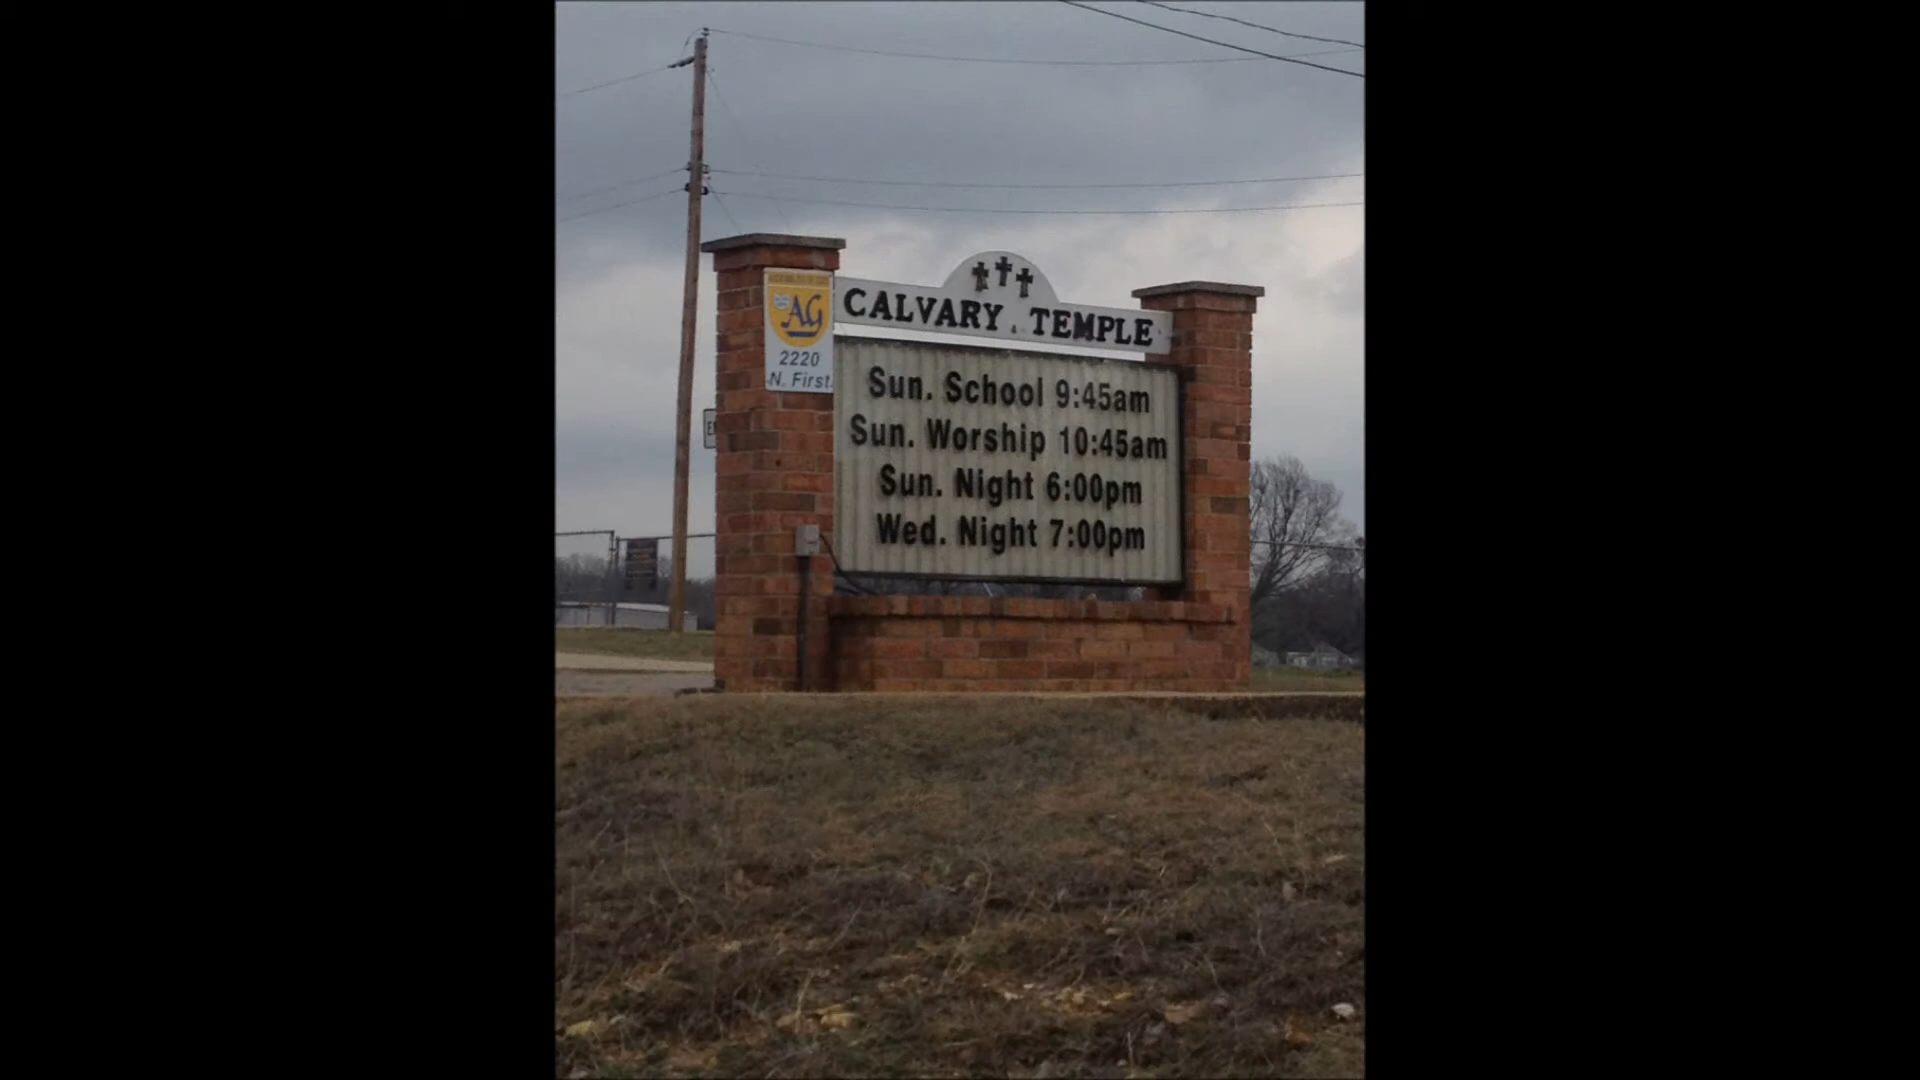 CALVARY TEMPLE
AG
2220
N. First
Sun. School 9:45am
Sun. Worship 10:45am
Sun. Night 6:00pm
Wed. Night 7:00pm